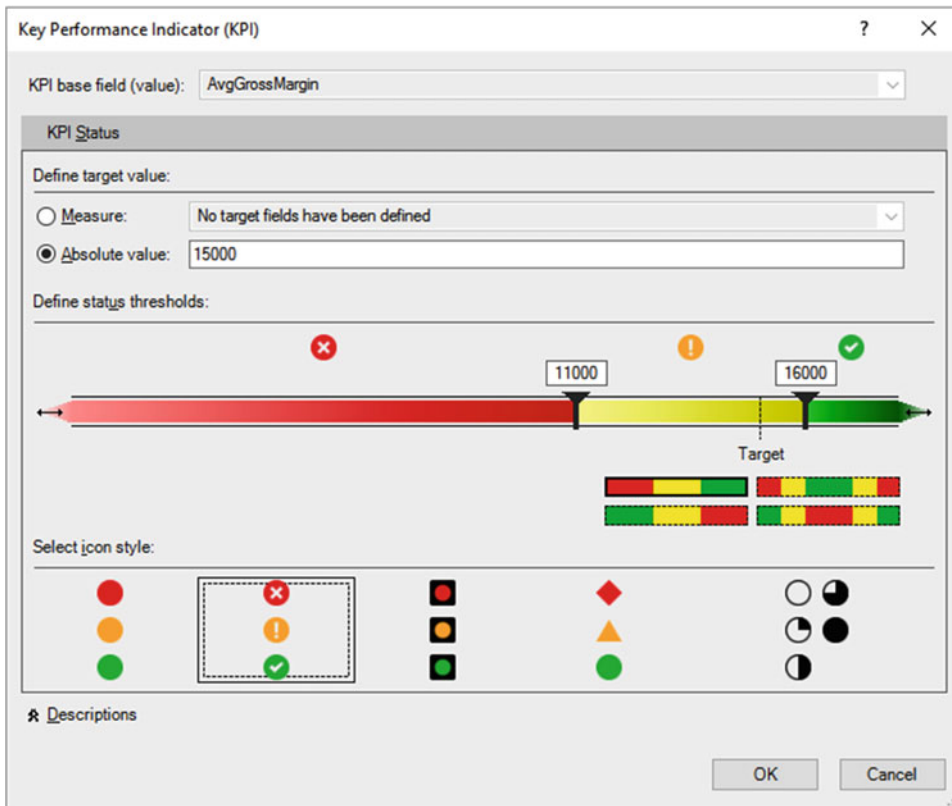 Key Performance Indicator (KPI)
KPI base field (value): AvgGrossMargin
KPI Status
Define target value:
Measure: No target fields have been defined
Absolute value: 15000
Define status thresholds:
11000 16000
Target
Select icon style:
Descriptions
OK Cancel